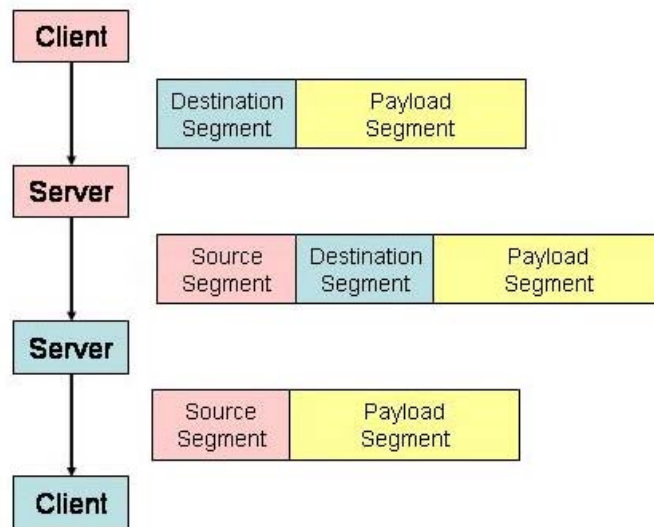 Client
Destination Payload
Segment Segment
Server
Source Destination Payload
Segment Segment Segment
Server
Source Payload
Segment Segment
Client